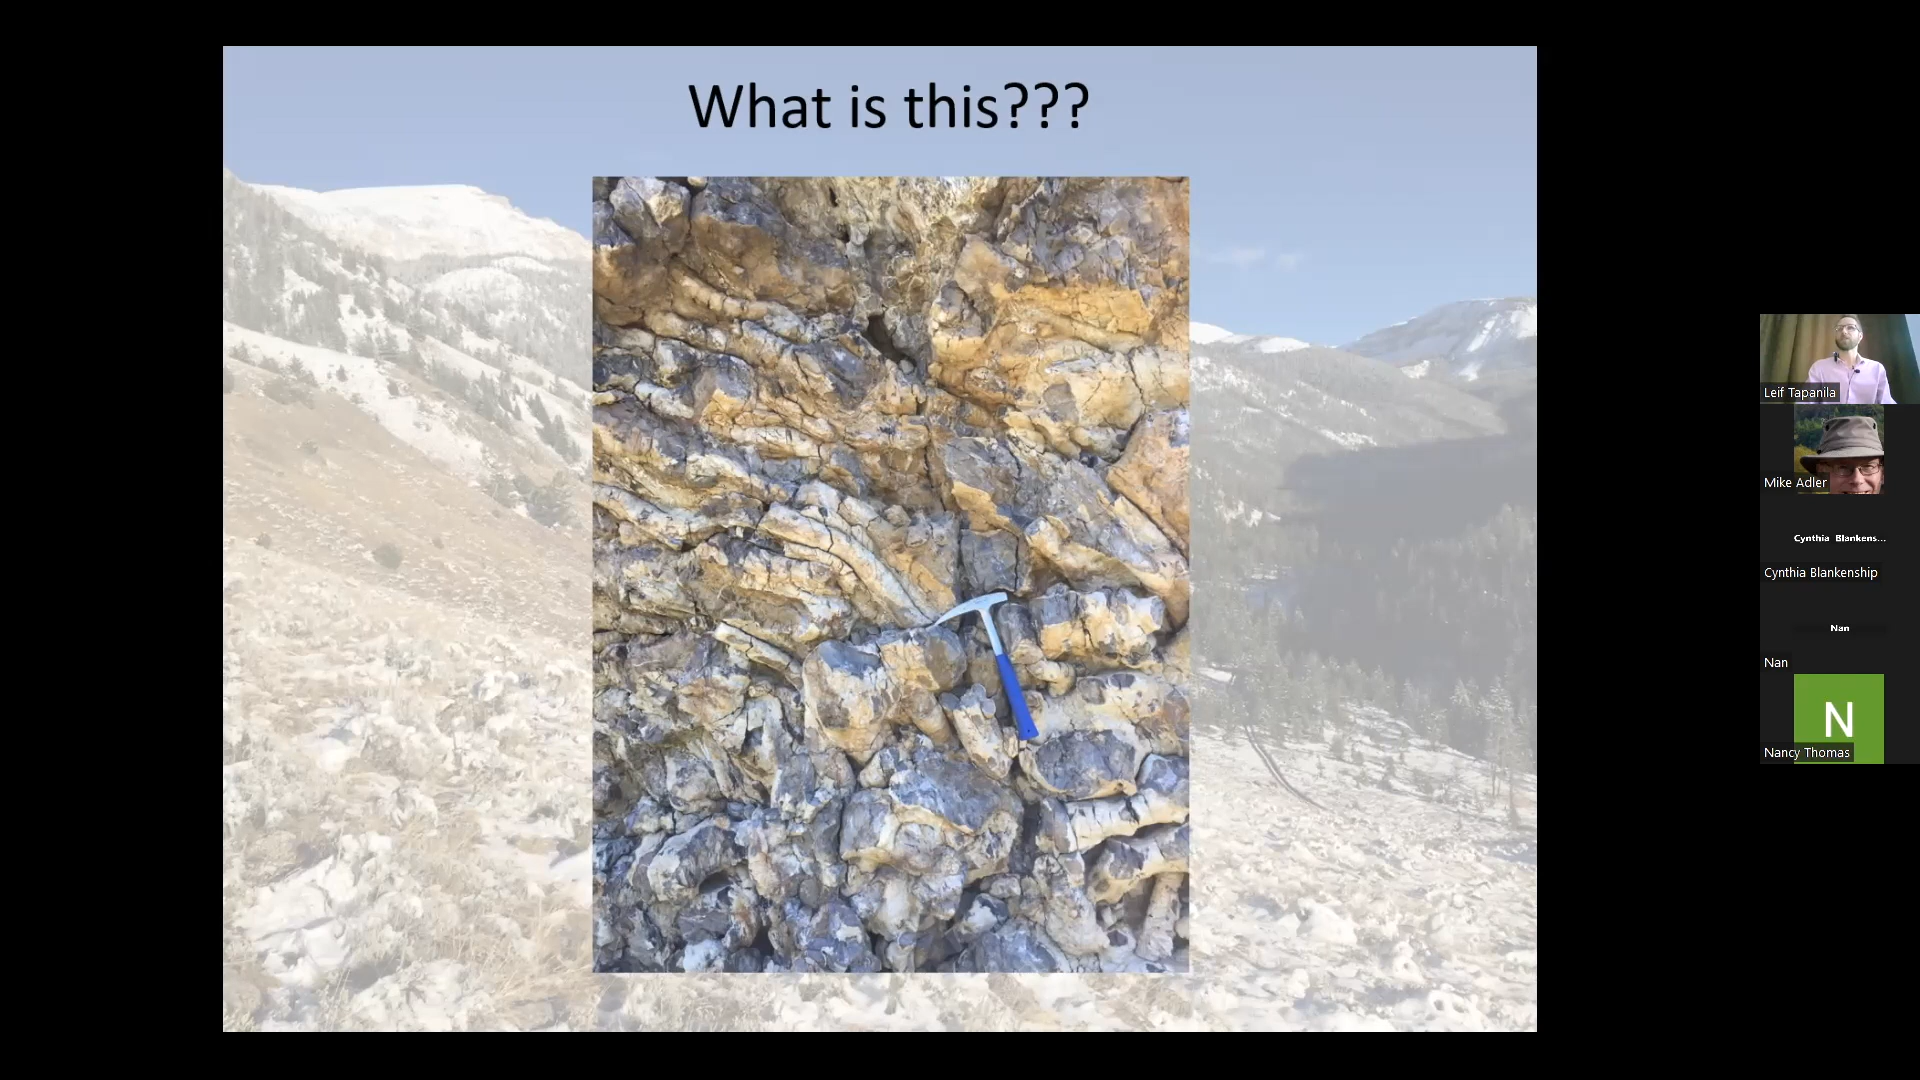 What is this???
Leif Tapanila
Mike Adler
Cynthia Blankens...
Cynthia Blankenship
Nan
Nan
N
Nancy Thomas